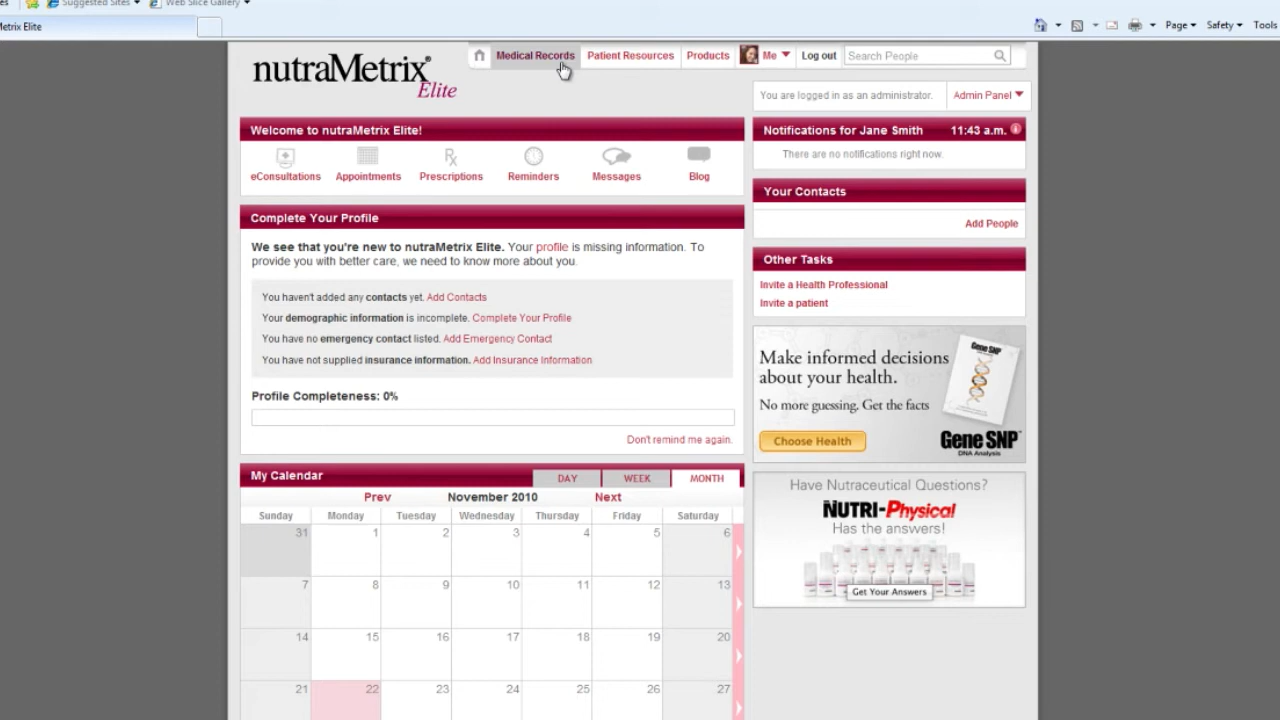 Suggested Sites
Web Slice Gallery
Metrix Elite
Page
Safety
Tools
nutraMetrix®
Elite
Medical Records
Patient Resources
Products
Me
Log out
Search People
You are logged in as an administrator.
Admin Panel
Welcome to nutraMetrix Elite!
eConsultations
Appointments
Prescriptions
Reminders
Messages
Blog
Notifications for Jane Smith 11:43 a.m.
There are no notifications right now.
Your Contacts
Add People
Other Tasks
Invite a Health Professional
Invite a patient
Complete Your Profile
We see that you're new to nutraMetrix Elite. Your profile is missing information. To
provide you with better care, we need to know more about you.
You haven't added any contacts yet. Add Contacts
Your demographic information is incomplete. Complete Your Profile
You have no emergency contact listed. Add Emergency Contact
You have not supplied insurance information. Add Insurance Information
Profile Completeness: 0%
Don't remind me again.
Make informed decisions
about your health.
No more guessing. Get the facts
Choose Health
Gene SNP
Gene SNP™
DNA Analysis
Have Nutraceutical Questions?
NUTRI-Physical
Has the answers!
Get Your Answers
My Calendar
DAY
WEEK
MONTH
Prev November 2010 Next
Sunday Monday Tuesday Wednesday Thursday Friday Saturday
31 1 2 3 4 5 6
7 8 9 10 11 12 13
14 15 16 17 18 19 20
21 22 23 24 25 26 27